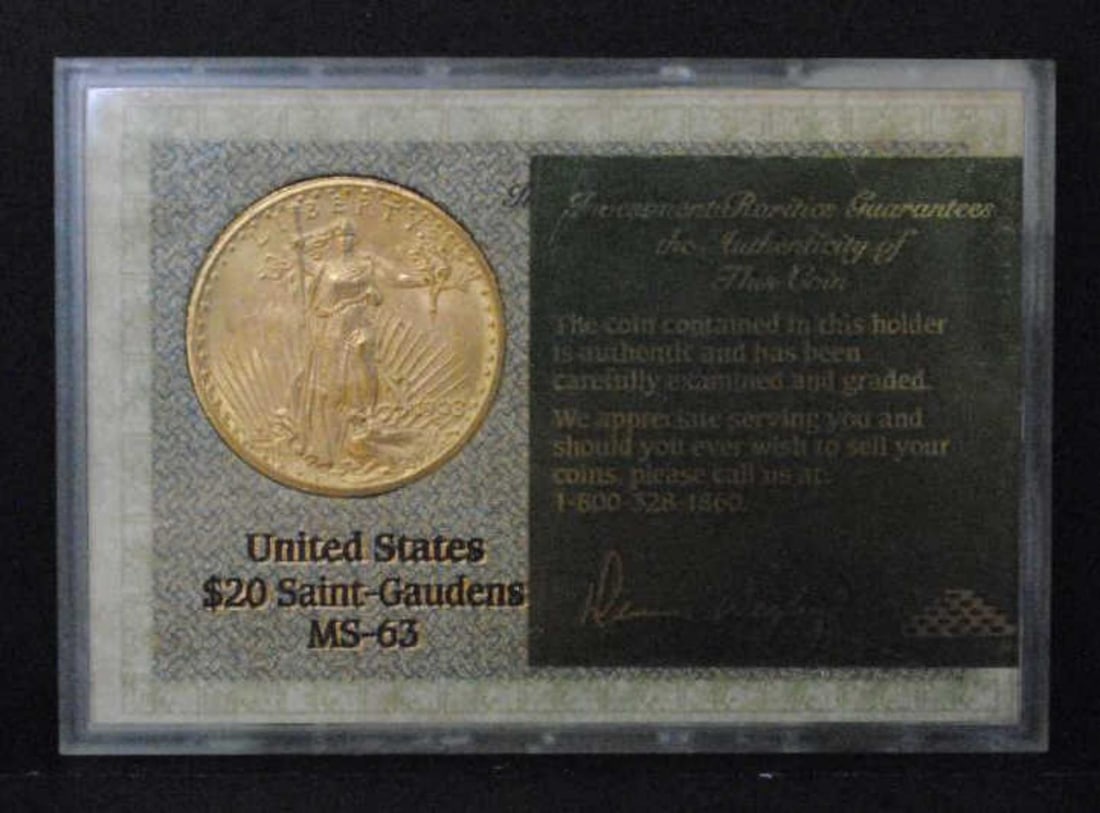 LIBERTY
United States
$20 Saint-Gaudens
MS-63
Investment Rarities Guarantees
the Authenticity of
This Coin
The coin contained in this holder
is authentic and has been
carefully examined and graded.
We appreciate serving you and
should you ever wish to sell your
coins, please call us at:
1-800-328-1860.